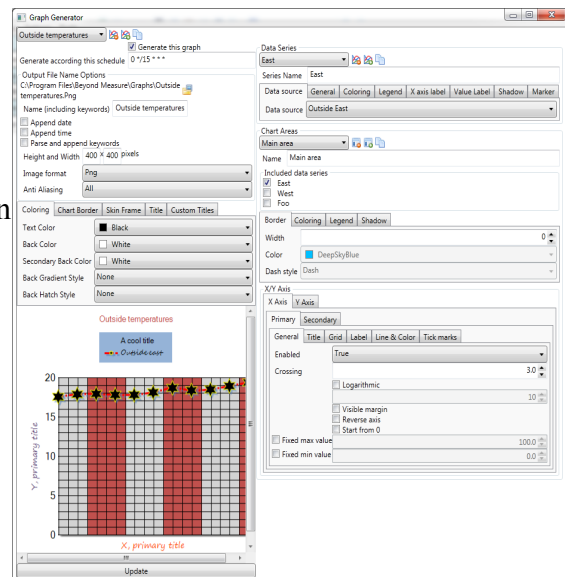 Graph Generator
Outside temperatures
Generate this graph
Generate according this schedule 0 */15 * * *
Output File Name Options
C:\Program Files\Beyond Measure\Graphs\Outside
temperatures.Png
Name (including keywords) Outside temperatures
Append date
Append time
Parse and append keywords
Height and Width 400 x 400 pixels
Image format Png
Anti Aliasing All
n
Coloring Chart Border Skin Frame Title Custom Titles
Text Color Black
Back Color White
Secondary Back Color White
Back Gradient Style None
Back Hatch Style None
Outside temperatures
A cool title
Outside east
20
15
10
5
0
Y, primary title
X, primary title
Update
Data Series
East
Series Name East
Data source General Coloring Legend X axis label Value Label Shadow Marker
Data source Outside East
Chart Areas
Main area
Name Main area
Included data series
East
West
Foo
Border Coloring Legend Shadow
Width 0
Color DeepSkyBlue
Dash style Dash
X/Y Axis
X Axis Y Axis
Primary Secondary
General Title Grid Label Line & Color Tick marks
Enabled True
Crossing 3.0
Logarithmic
10
Visible margin
Reverse axis
Start from 0
Fixed max value 100.0
Fixed min value 0.0